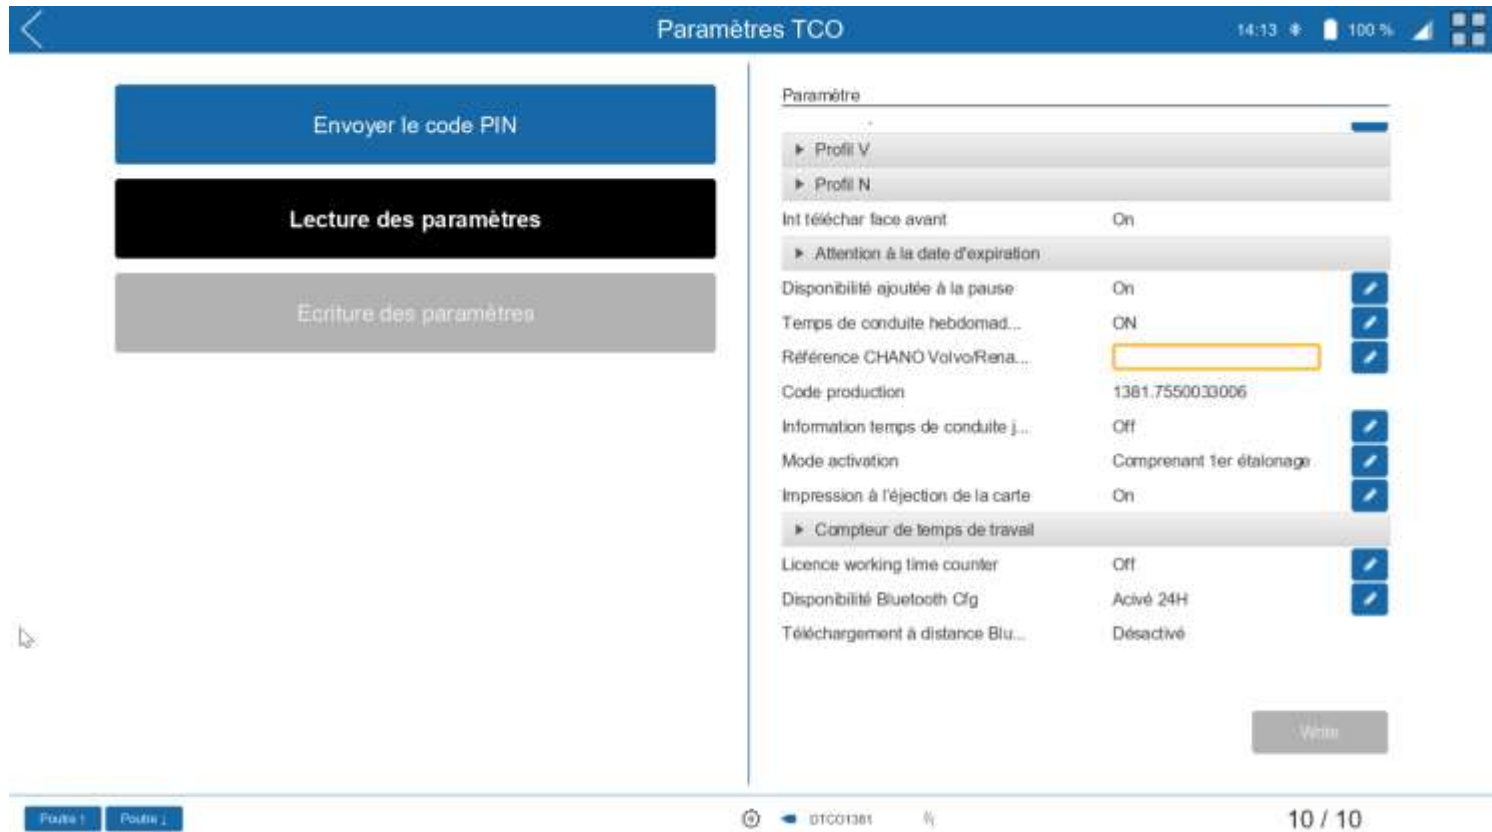 Paramètres TCO
14:13
100 %
Envoyer le code PIN
Lecture des paramètres
Ecriture des paramètres
Paramètre
Profil V
Profil N
Int téléchar face avant On
Attention à la date d'expiration
Disponibilité ajoutée à la pause On
Temps de conduite hebdomad... ON
Référence CHANO Volvo/Rena...
Code production 1381.7550033006
Information temps de conduite j... Off
Mode activation Comprenant 1er étalonage
Impression à l'éjection de la carte On
Compteur de temps de travail
Licence working time counter Off
Disponibilité Bluetooth Cfg Acivé 24H
Téléchargement à distance Blu... Désactivé
Write
Poutre ↑ Poutre ↓
DTCO1381
10 / 10